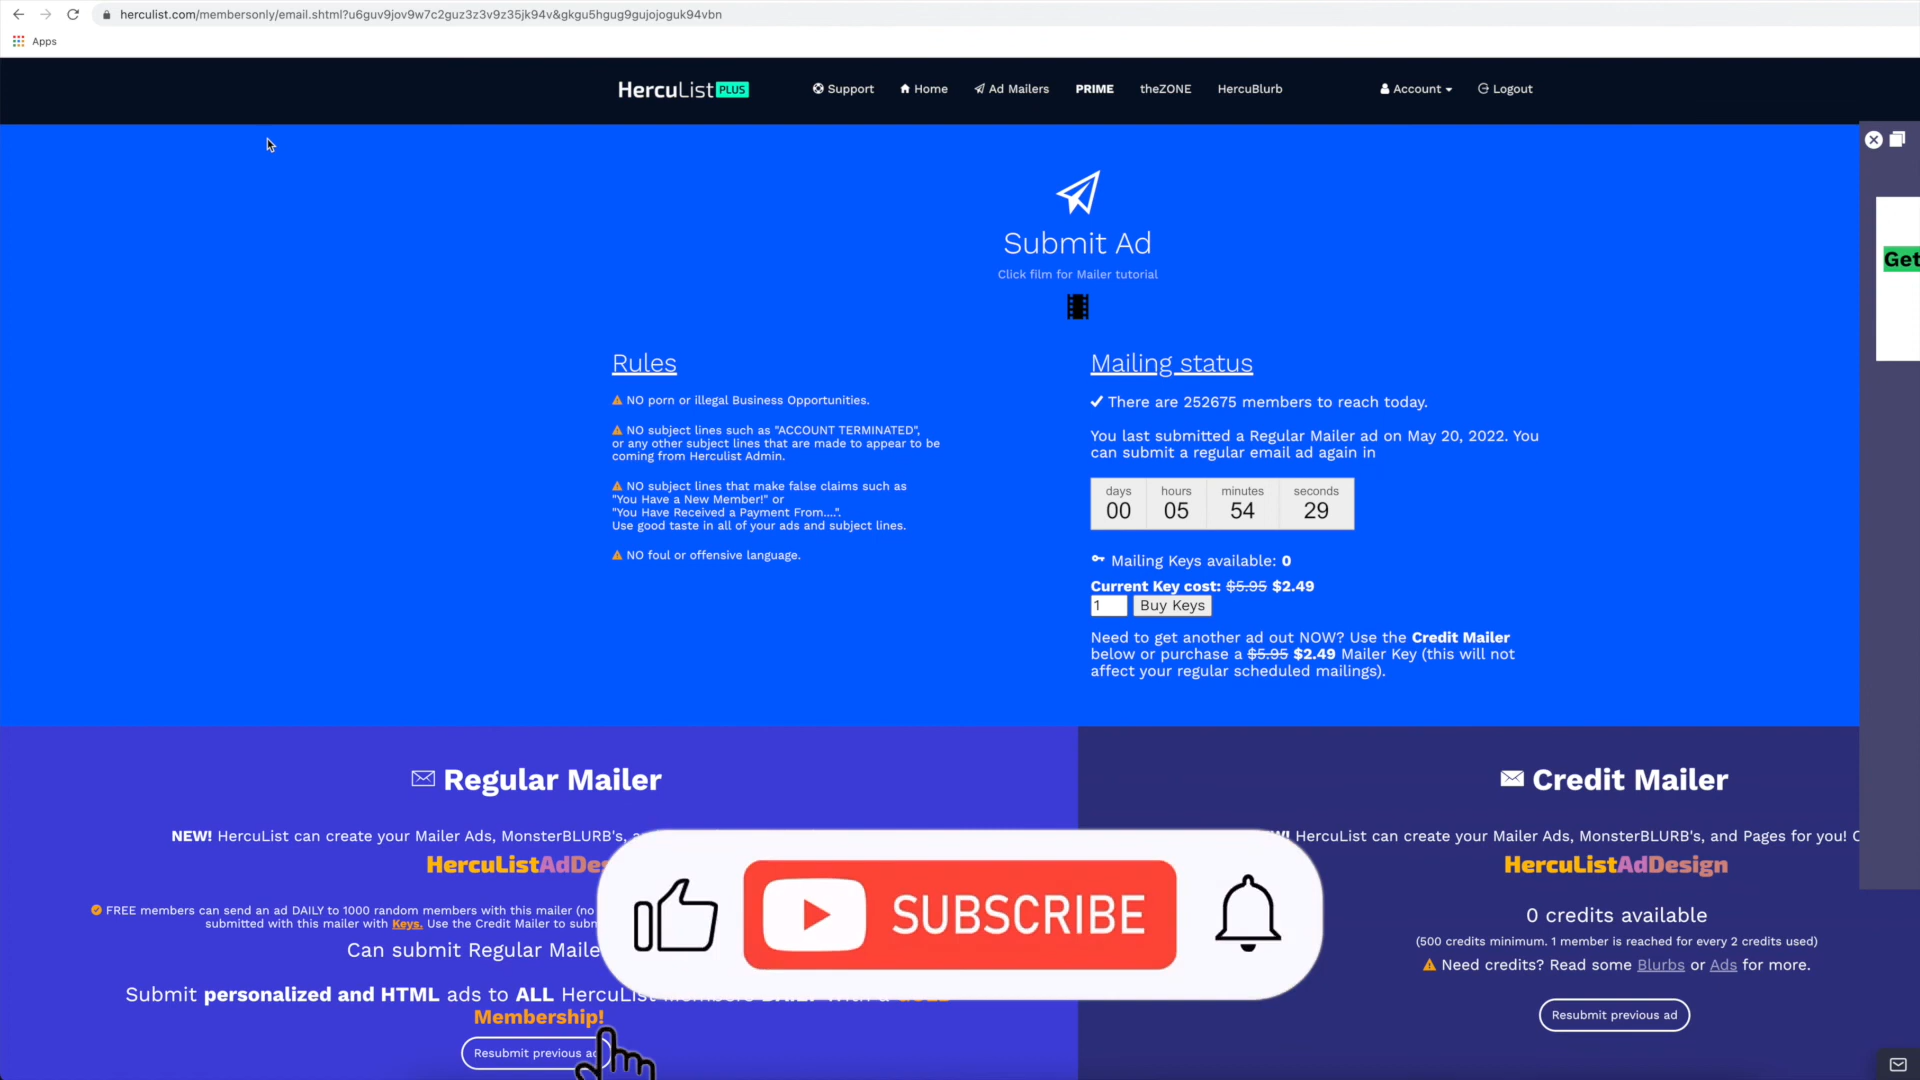 herculist.com/membersonly/email.shtml?u6guv9jov9w7c2guz3z3v9z35jk94v&gkgu5hgug9gujojoguk94vbn
Apps
HercuList PLUS
Support
Home
Ad Mailers
PRIME
theZONE
HercuBlurb
Account
Logout
Submit Ad
Click film for Mailer tutorial
Get
Rules
NO porn or illegal Business Opportunities.
NO subject lines such as "ACCOUNT TERMINATED",
or any other subject lines that are made to appear to be
coming from Herculist Admin.
NO subject lines that make false claims such as
"You Have a New Member!" or
"You Have Received a Payment From....".
Use good taste in all of your ads and subject lines.
NO foul or offensive language.
Mailing status
There are 252675 members to reach today.
You last submitted a Regular Mailer ad on May 20, 2022. You
can submit a regular email ad again in
days hours minutes seconds
00 05 54 29
Mailing Keys available: 0
Current Key cost: $5.95 $2.49
1 Buy Keys
Need to get another ad out NOW? Use the Credit Mailer
below or purchase a $5.95 $2.49 Mailer Key (this will not
affect your regular scheduled mailings).
Regular Mailer
NEW! HercuList can create your Mailer Ads, MonsterBLURB's,
HercuListAdDes
FREE members can send an ad DAILY to 1000 random members with this mailer (no
submitted with this mailer with Keys. Use the Credit Mailer to
Can submit Regular Maile
Submit personalized and HTML ads to ALL HercuList
Membership!
Resubmit previous ad
SUBSCRIBE
Credit Mailer
HercuList can create your Mailer Ads, MonsterBLURB's, and Pages for you! C
HercuListAdDesign
0 credits available
(500 credits minimum. 1 member is reached for every 2 credits used)
Need credits? Read some Blurbs or Ads for more.
Resubmit previous ad